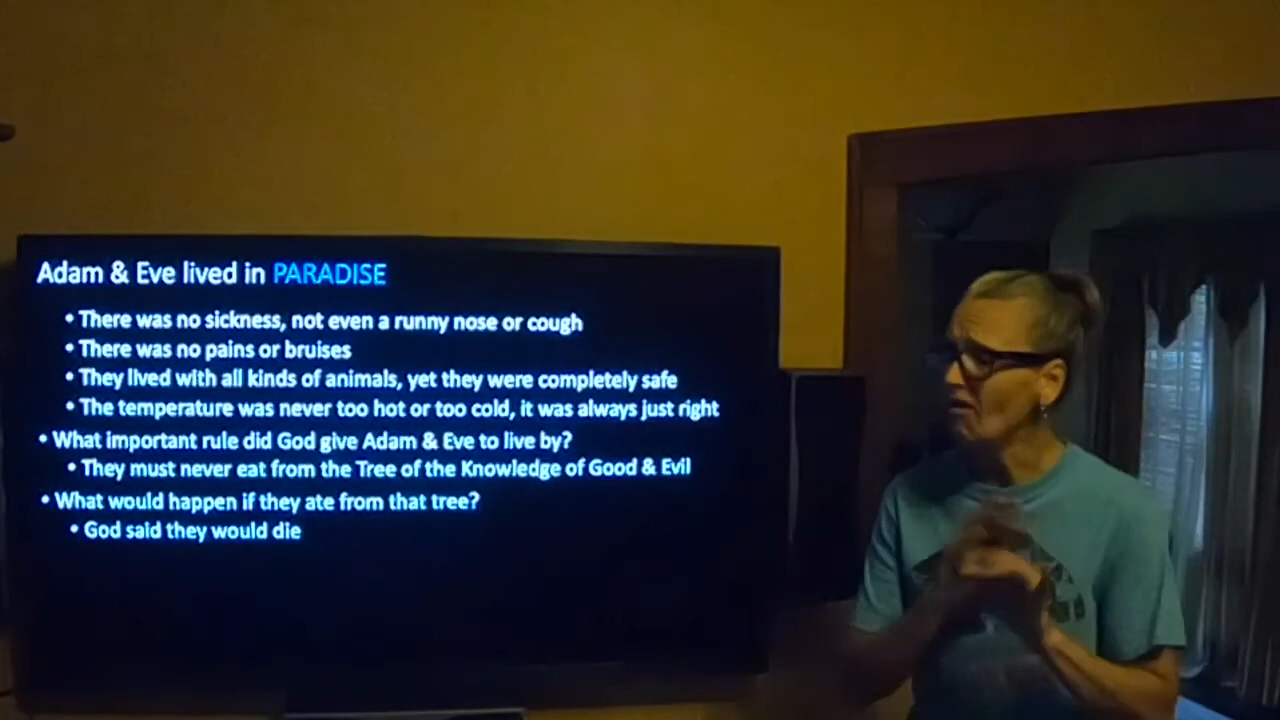 Adam & Eve lived in PARADISE
• There was no sickness, not even a runny nose or cough
• There was no pains or bruises
• They lived with all kinds of animals, yet they were completely safe
• The temperature was never too hot or too cold, it was always just right
• What important rule did God give Adam & Eve to live by?
• They must never eat from the Tree of the Knowledge of Good & Evil
• What would happen if they ate from that tree?
• God said they would die